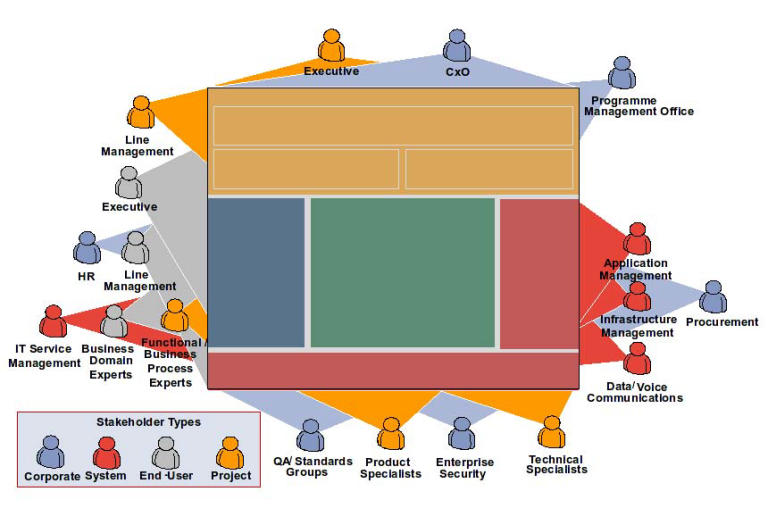 Executive
CxO
Programme
Management Office
Line
Management
Executive
HR
Line
Management
Application
Management
IT Service
Management
Business
Domain
Experts
Functional /
Business
Process
Experts
Infrastructure
Management
Procurement
Data/Voice
Communications
Stakeholder Types
Corporate
System
End-User
Project
QA/ Standards
Groups
Product
Specialists
Enterprise
Security
Technical
Specialists